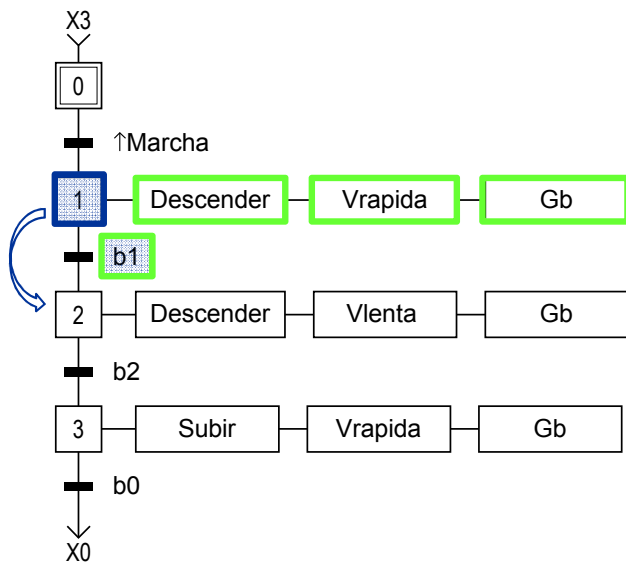 X3
0
↑Marcha
1 Descender Vrapida Gb
b1
2 Descender Vlenta Gb
b2
3 Subir Vrapida Gb
b0
X0